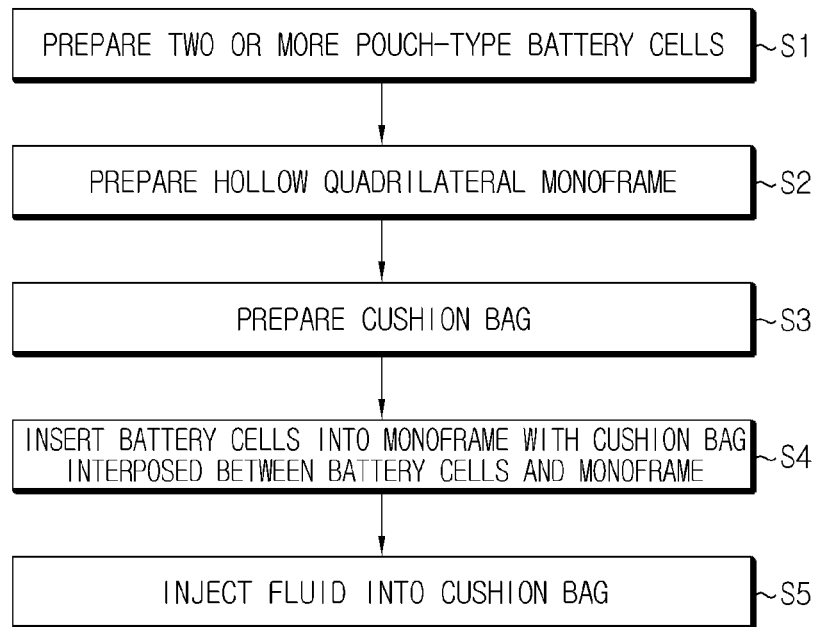 PREPARE TWO OR MORE POUCH-TYPE BATTERY CELLS ~S1
PREPARE HOLLOW QUADRILATERAL MONOFRAME ~S2
PREPARE CUSHION BAG ~S3
INSERT BATTERY CELLS INTO MONOFRAME WITH CUSHION BAG
INTERPOSED BETWEEN BATTERY CELLS AND MONOFRAME ~S4
INJECT FLUID INTO CUSHION BAG ~S5